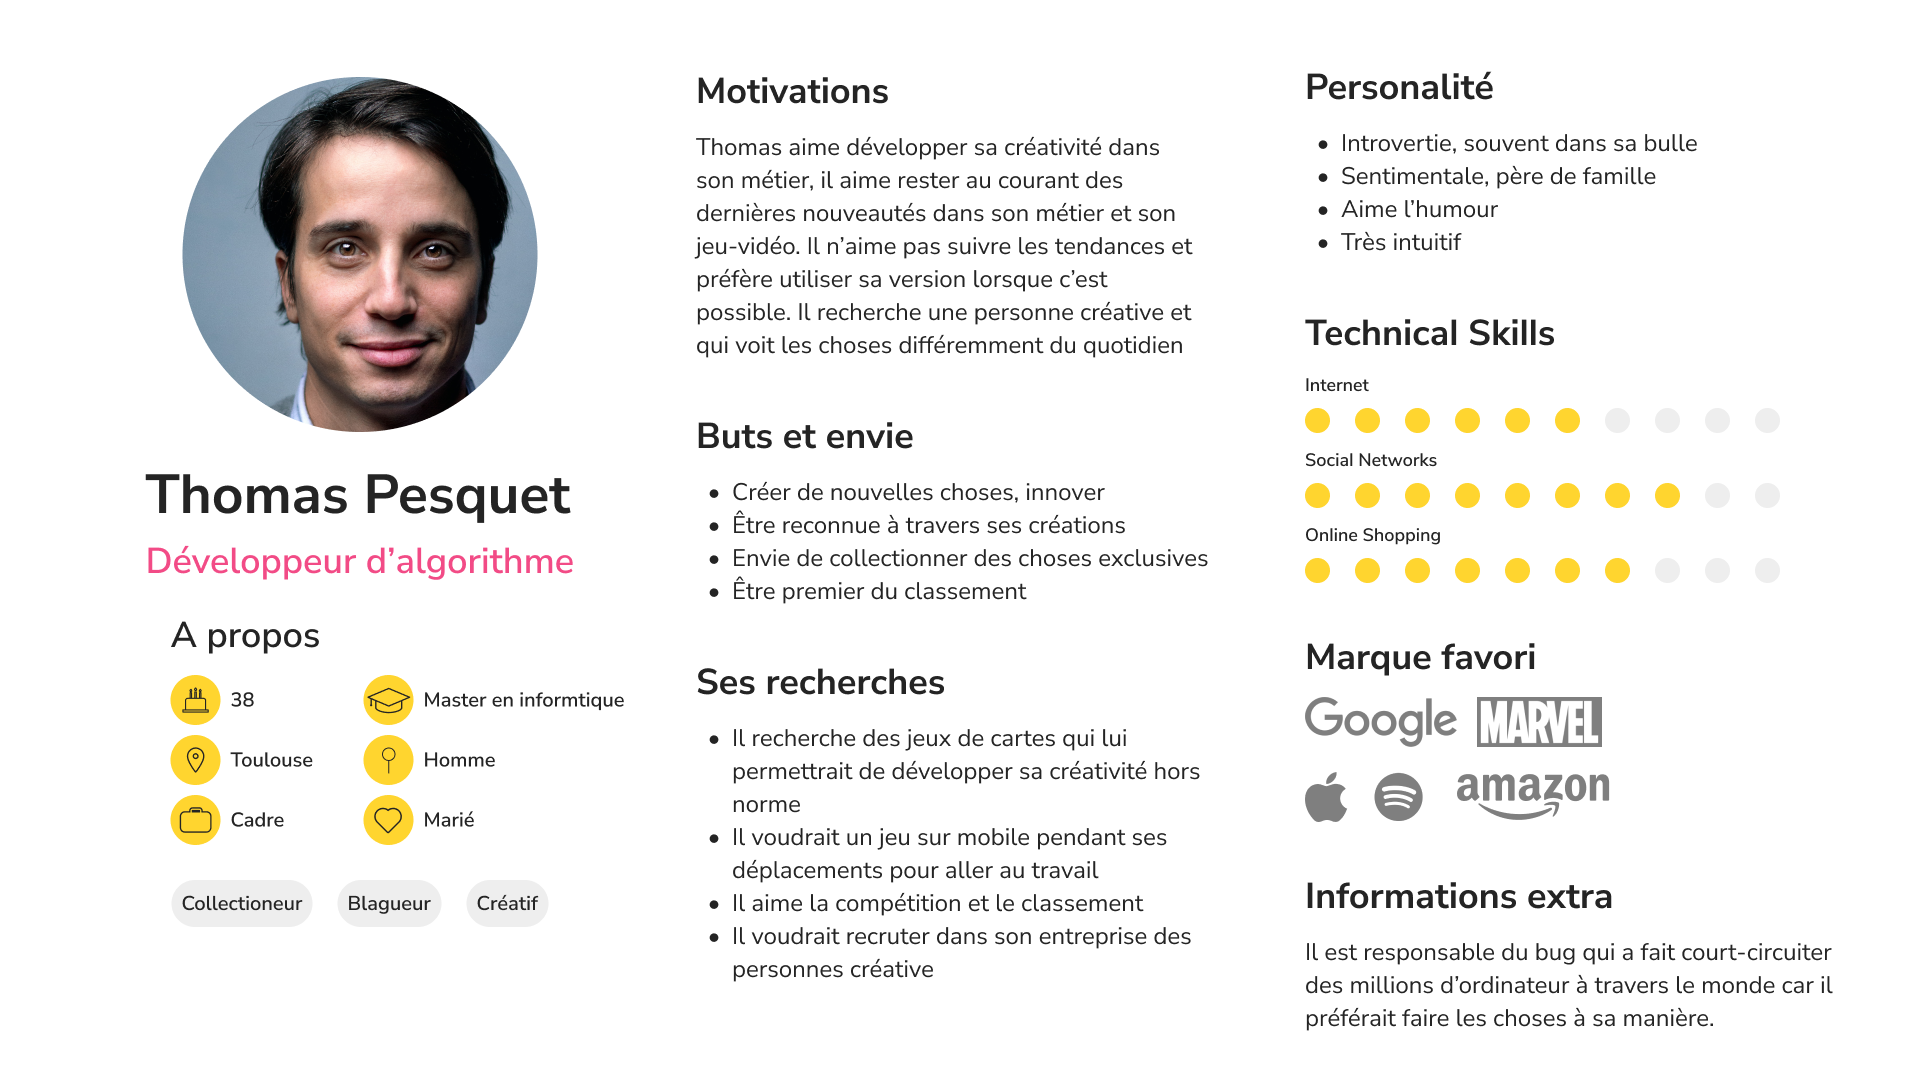 Thomas Pesquet
Développeur d’algorithme
A propos
38
Master en informtique
Toulouse
Homme
Cadre
Marié
Collectioneur
Blagueur
Créatif
Motivations
Thomas aime développer sa créativité dans
son métier, il aime rester au courant des
dernières nouveautés dans son métier et son
jeu-vidéo. Il n’aime pas suivre les tendances et
préfère utiliser sa version lorsque c’est
possible. Il recherche une personne créative et
qui voit les choses différemment du quotidien
Buts et envie
• Créer de nouvelles choses, innover
• Être reconnue à travers ses créations
• Envie de collectionner des choses exclusives
• Être premier du classement
Ses recherches
• Il recherche des jeux de cartes qui lui
permettrait de développer sa créativité hors
norme
• Il voudrait un jeu sur mobile pendant ses
déplacements pour aller au travail
• Il aime la compétition et le classement
• Il voudrait recruter dans son entreprise des
personnes créative
Personalité
• Introvertie, souvent dans sa bulle
• Sentimentale, père de famille
• Aime l’humour
• Très intuitif
Technical Skills
Internet
Social Networks
Online Shopping
Marque favori
Google
MARVEL
amazon
Informations extra
Il est responsable du bug qui a fait court-circuiter
des millions d’ordinateur à travers le monde car il
préférait faire les choses à sa manière.